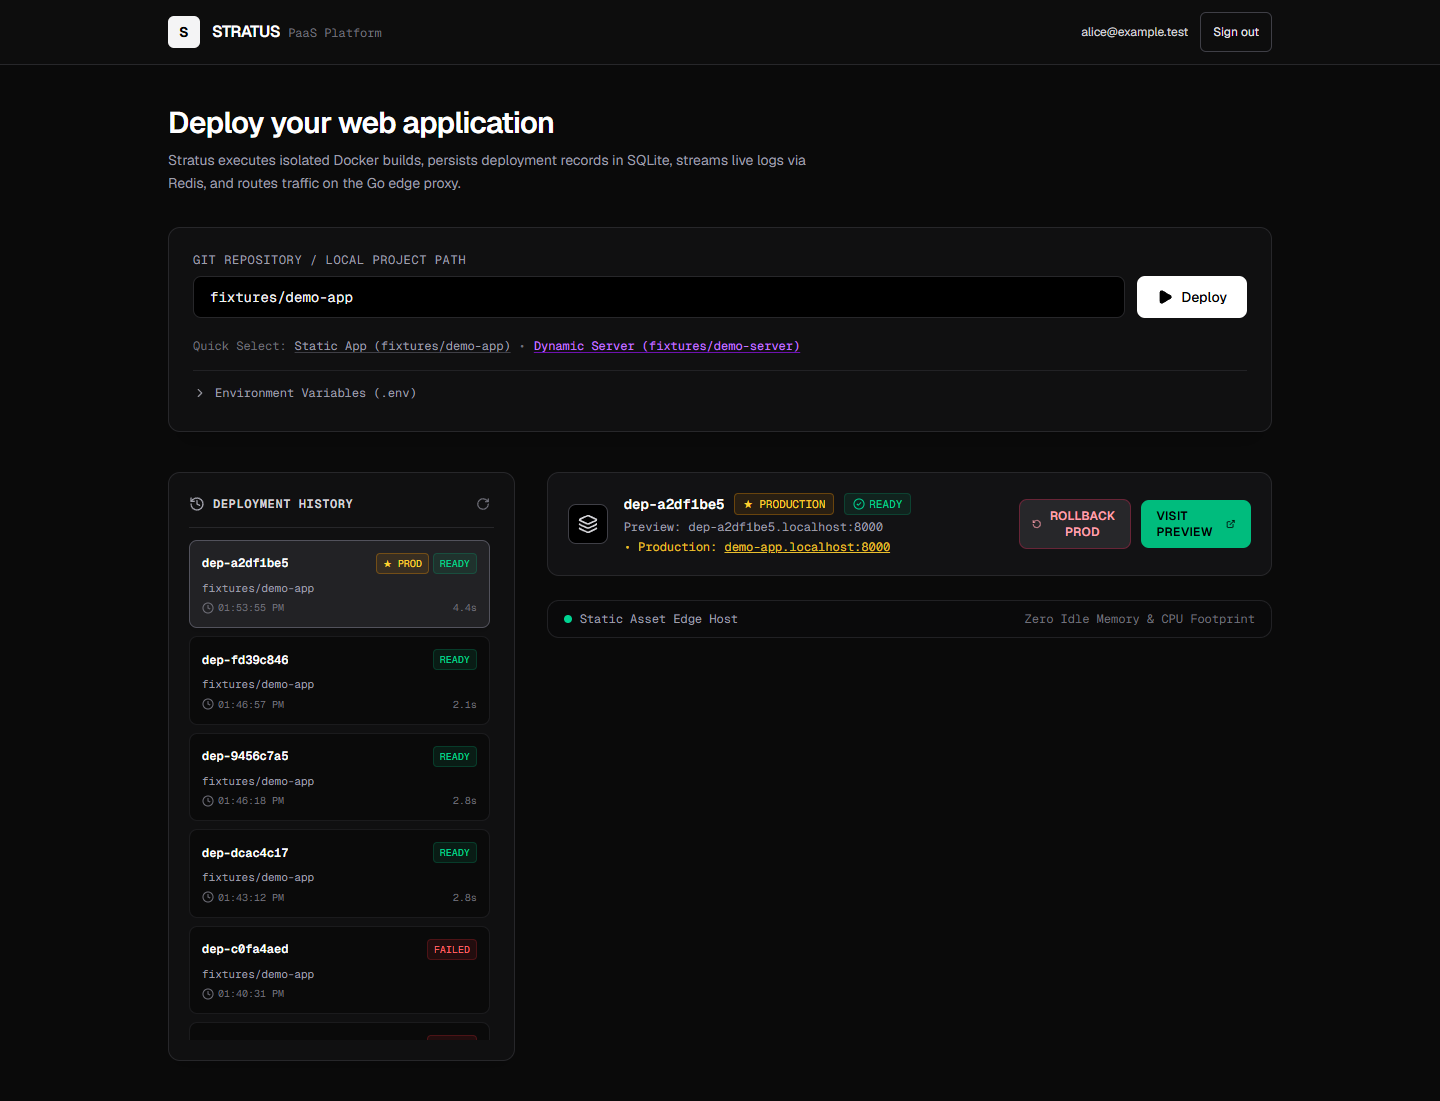 S STRATUS PaaS Platform
alice@example.test
Sign out
Deploy your web application
Stratus executes isolated Docker builds, persists deployment records in SQLite, streams live logs via
Redis, and routes traffic on the Go edge proxy.
GIT REPOSITORY / LOCAL PROJECT PATH
fixtures/demo-app
Deploy
Quick Select: Static App (fixtures/demo-app) • Dynamic Server (fixtures/demo-server)
Environment Variables (.env)
DEPLOYMENT HISTORY
dep-a2df1be5 ★ PROD READY
fixtures/demo-app
01:53:55 PM 4.4s
dep-fd39c846 READY
fixtures/demo-app
01:46:57 PM 2.1s
dep-9456c7a5 READY
fixtures/demo-app
01:46:18 PM 2.8s
dep-dcac4c17 READY
fixtures/demo-app
01:43:12 PM 2.8s
dep-c0fa4aed FAILED
fixtures/demo-app
01:40:31 PM
dep-a2df1be5 ★ PRODUCTION READY
Preview: dep-a2df1be5.localhost:8000
• Production: demo-app.localhost:8000
ROLLBACK
PROD
VISIT
PREVIEW
Static Asset Edge Host
Zero Idle Memory & CPU Footprint